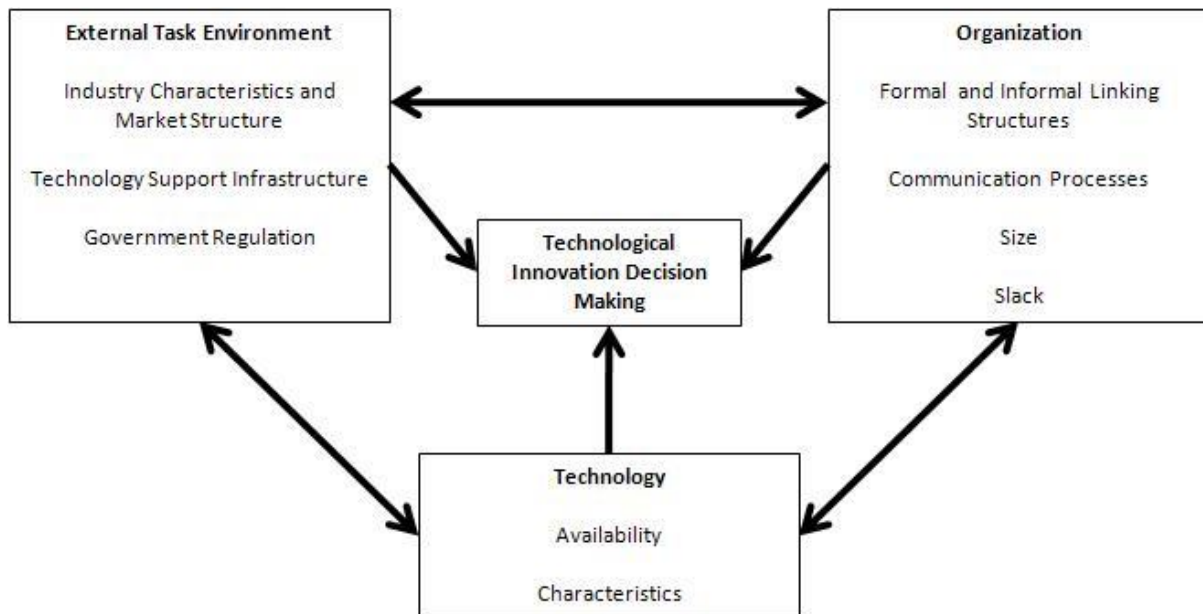 External Task Environment
Industry Characteristics and
Market Structure
Technology Support Infrastructure
Government Regulation
Organization
Formal and Informal Linking
Structures
Communication Processes
Size
Slack
Technological
Innovation Decision
Making
Technology
Availability
Characteristics